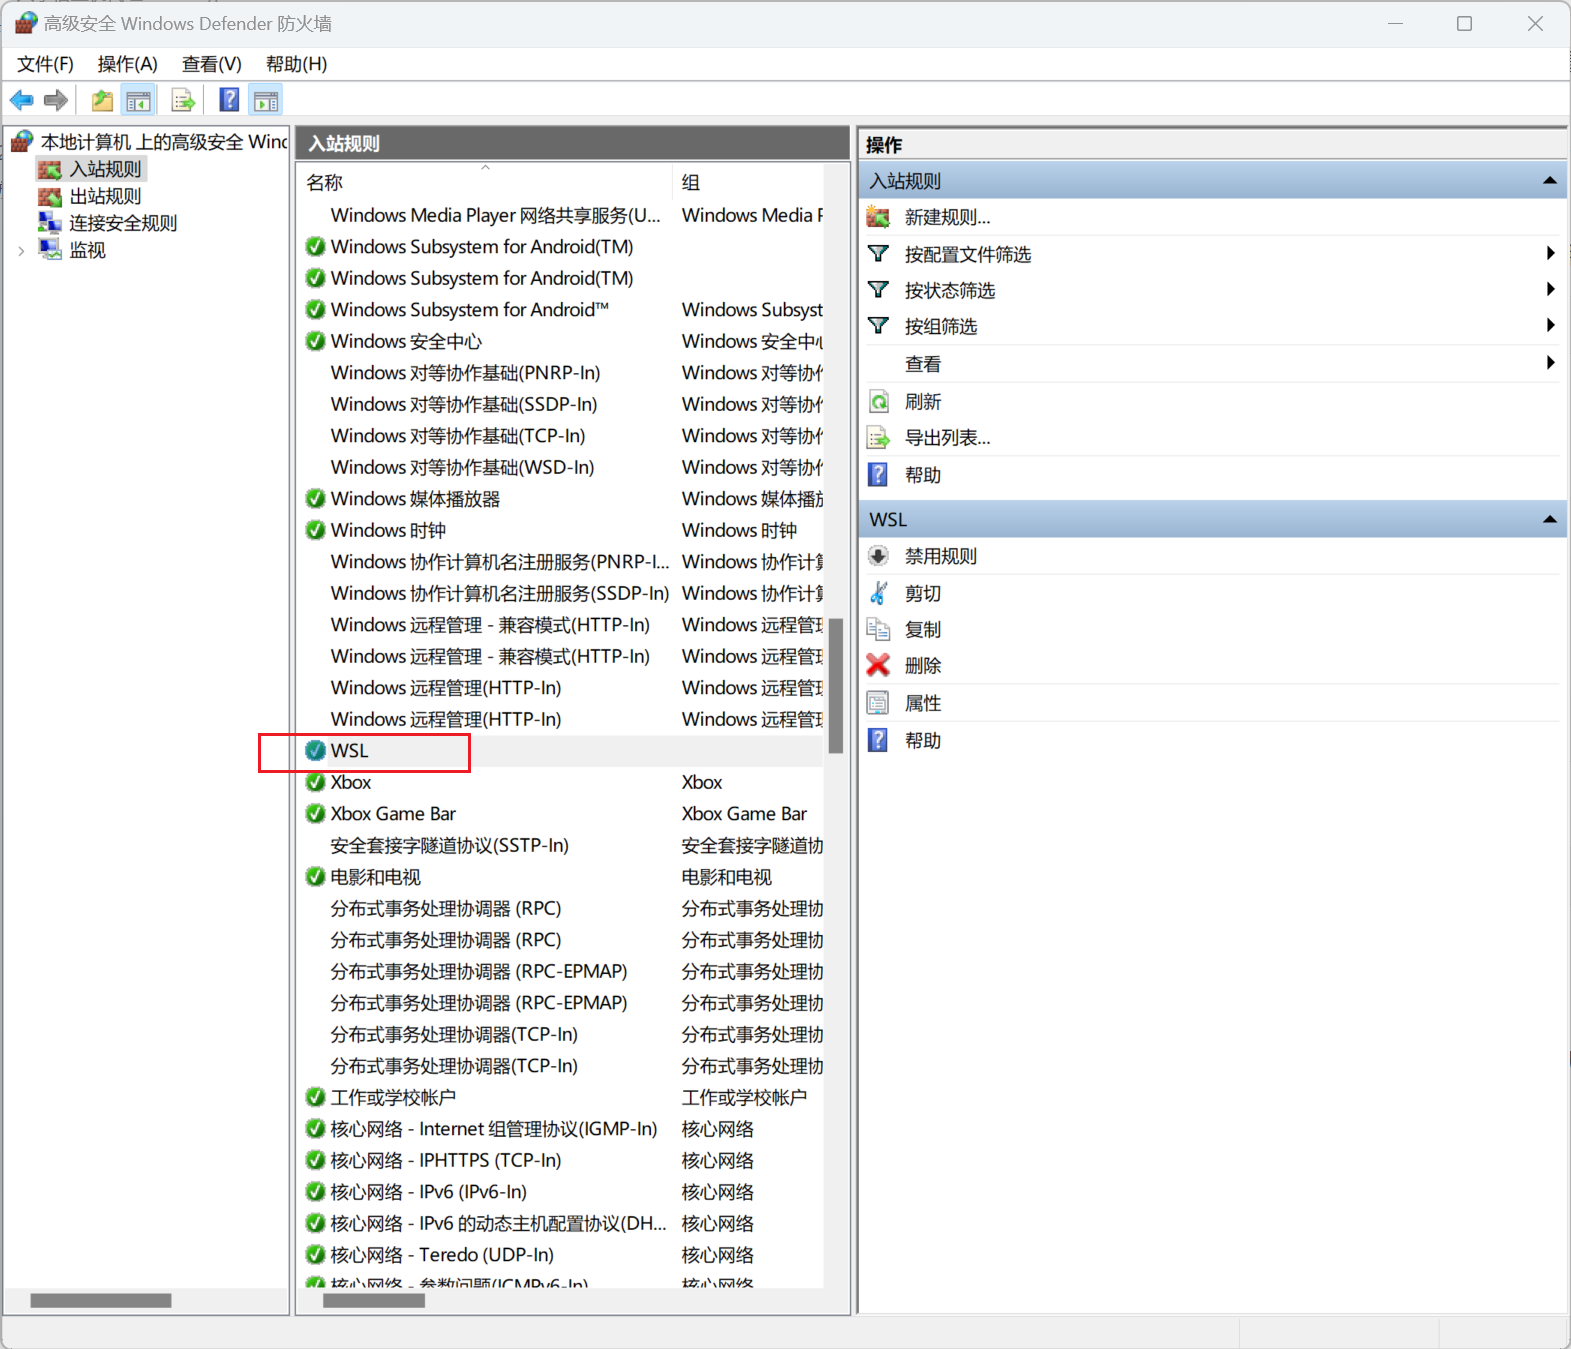 高级安全 Windows Defender 防火墙
文件(F) 操作(A) 查看(V) 帮助(H)
本地计算机 上的高级安全 Wind
入站规则
出站规则
连接安全规则
监视
入站规则
名称 组
Windows Media Player 网络共享服务(U... Windows Media F
Windows Subsystem for Android(TM)
Windows Subsystem for Android(TM)
Windows Subsystem for Android™ Windows Subsyst
Windows 安全中心 Windows 安全中心
Windows 对等协作基础(PNRP-In) Windows 对等协作
Windows 对等协作基础(SSDP-In) Windows 对等协作
Windows 对等协作基础(TCP-In) Windows 对等协作
Windows 对等协作基础(WSD-In) Windows 对等协作
Windows 媒体播放器 Windows 媒体播放
Windows 时钟 Windows 时钟
Windows 协作计算机名注册服务(PNRP-I... Windows 协作计算
Windows 协作计算机名注册服务(SSDP-In) Windows 协作计算
Windows 远程管理 - 兼容模式(HTTP-In) Windows 远程管理
Windows 远程管理 - 兼容模式(HTTP-In) Windows 远程管理
Windows 远程管理(HTTP-In) Windows 远程管理
Windows 远程管理(HTTP-In) Windows 远程管理
WSL
Xbox Xbox
Xbox Game Bar Xbox Game Bar
安全套接字隧道协议(SSTP-In) 安全套接字隧道协
电影和电视 电影和电视
分布式事务处理协调器 (RPC) 分布式事务处理协
分布式事务处理协调器 (RPC) 分布式事务处理协
分布式事务处理协调器 (RPC-EPMAP) 分布式事务处理协
分布式事务处理协调器 (RPC-EPMAP) 分布式事务处理协
分布式事务处理协调器(TCP-In) 分布式事务处理协
分布式事务处理协调器(TCP-In) 分布式事务处理协
工作或学校帐户 工作或学校帐户
核心网络 - Internet 组管理协议(IGMP-In) 核心网络
核心网络 - IPHTTPS (TCP-In) 核心网络
核心网络 - IPv6 (IPv6-In) 核心网络
核心网络 - IPv6 的动态主机配置协议(DH... 核心网络
核心网络 - Teredo (UDP-In) 核心网络
核心网络 - 参数问题(ICMPv6-In) 核心网络
操作
入站规则
新建规则...
按配置文件筛选
按状态筛选
按组筛选
查看
刷新
导出列表...
帮助
WSL
禁用规则
剪切
复制
删除
属性
帮助